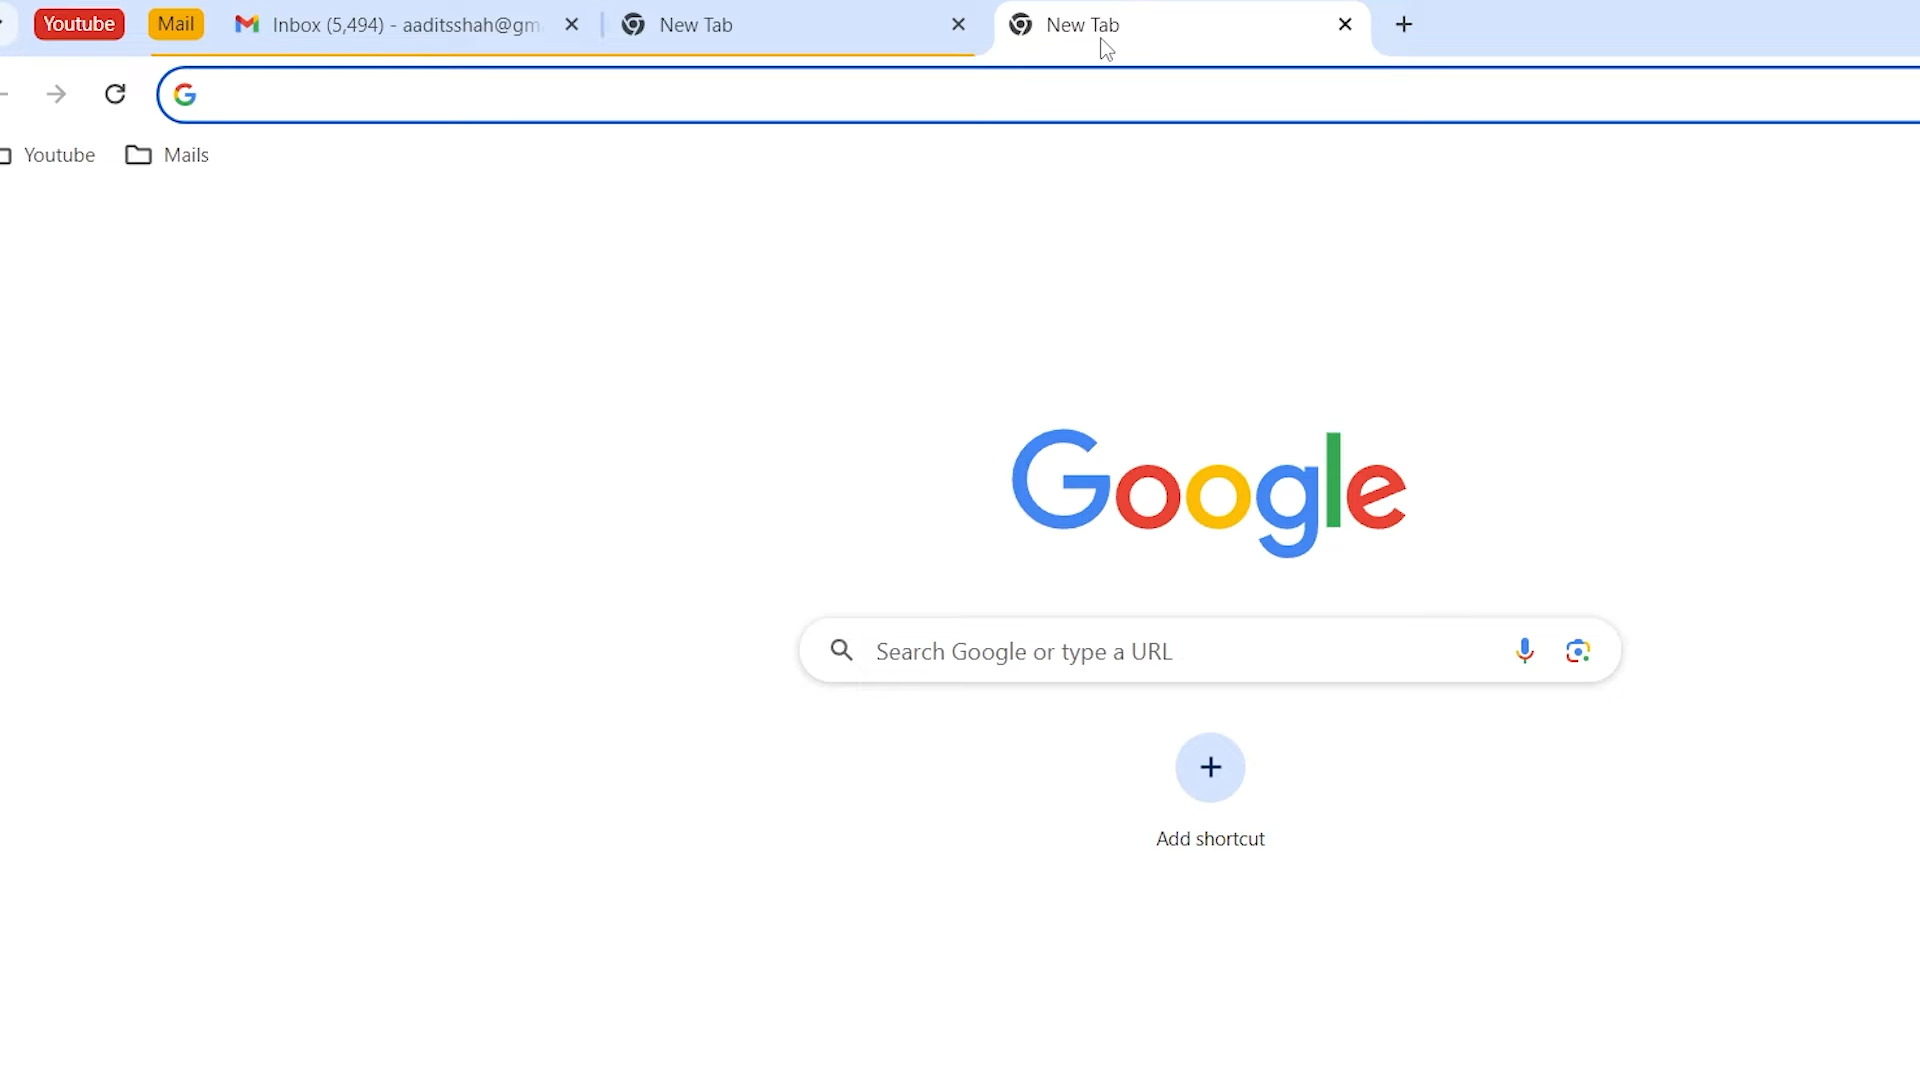 Youtube Mail Inbox (5,494) - aaditsshah@gm New Tab New Tab
Youtube Mails
Google
Search Google or type a URL
Add shortcut